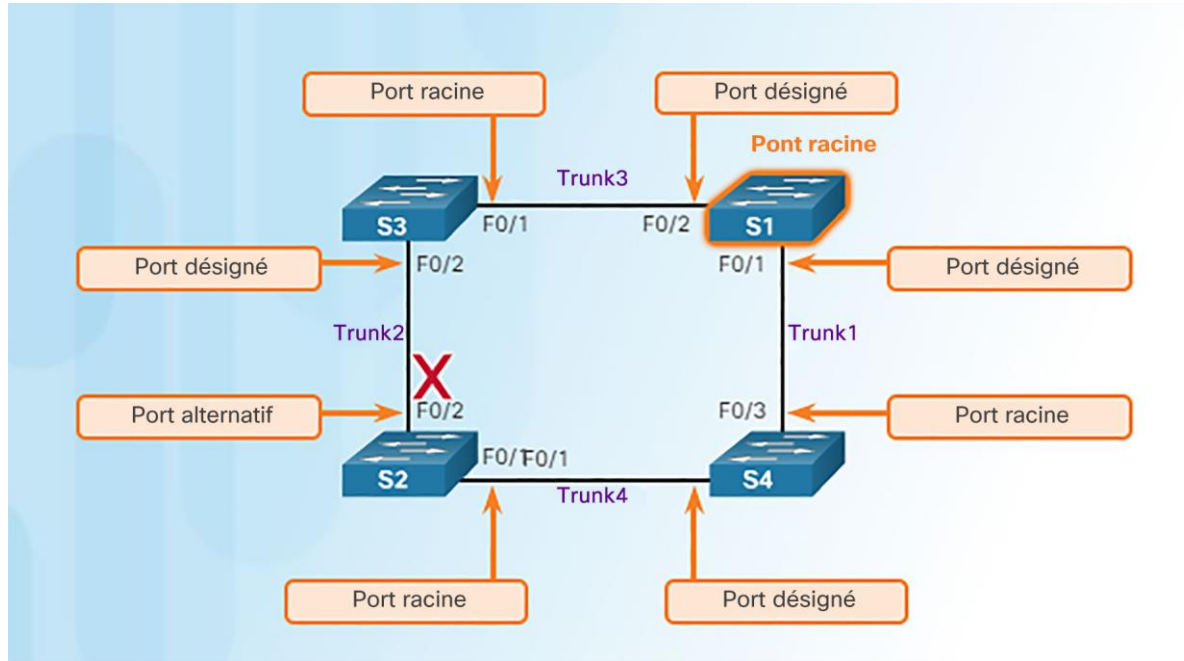 Port racine
Port désigné
Pont racine
Trunk3
S3
F0/1
F0/2
S1
Port désigné
F0/2
F0/1
Port désigné
Trunk2
Trunk1
Port alternatif
F0/2
F0/3
Port racine
S2
F0/1
F0/1
S4
Trunk4
Port racine
Port désigné